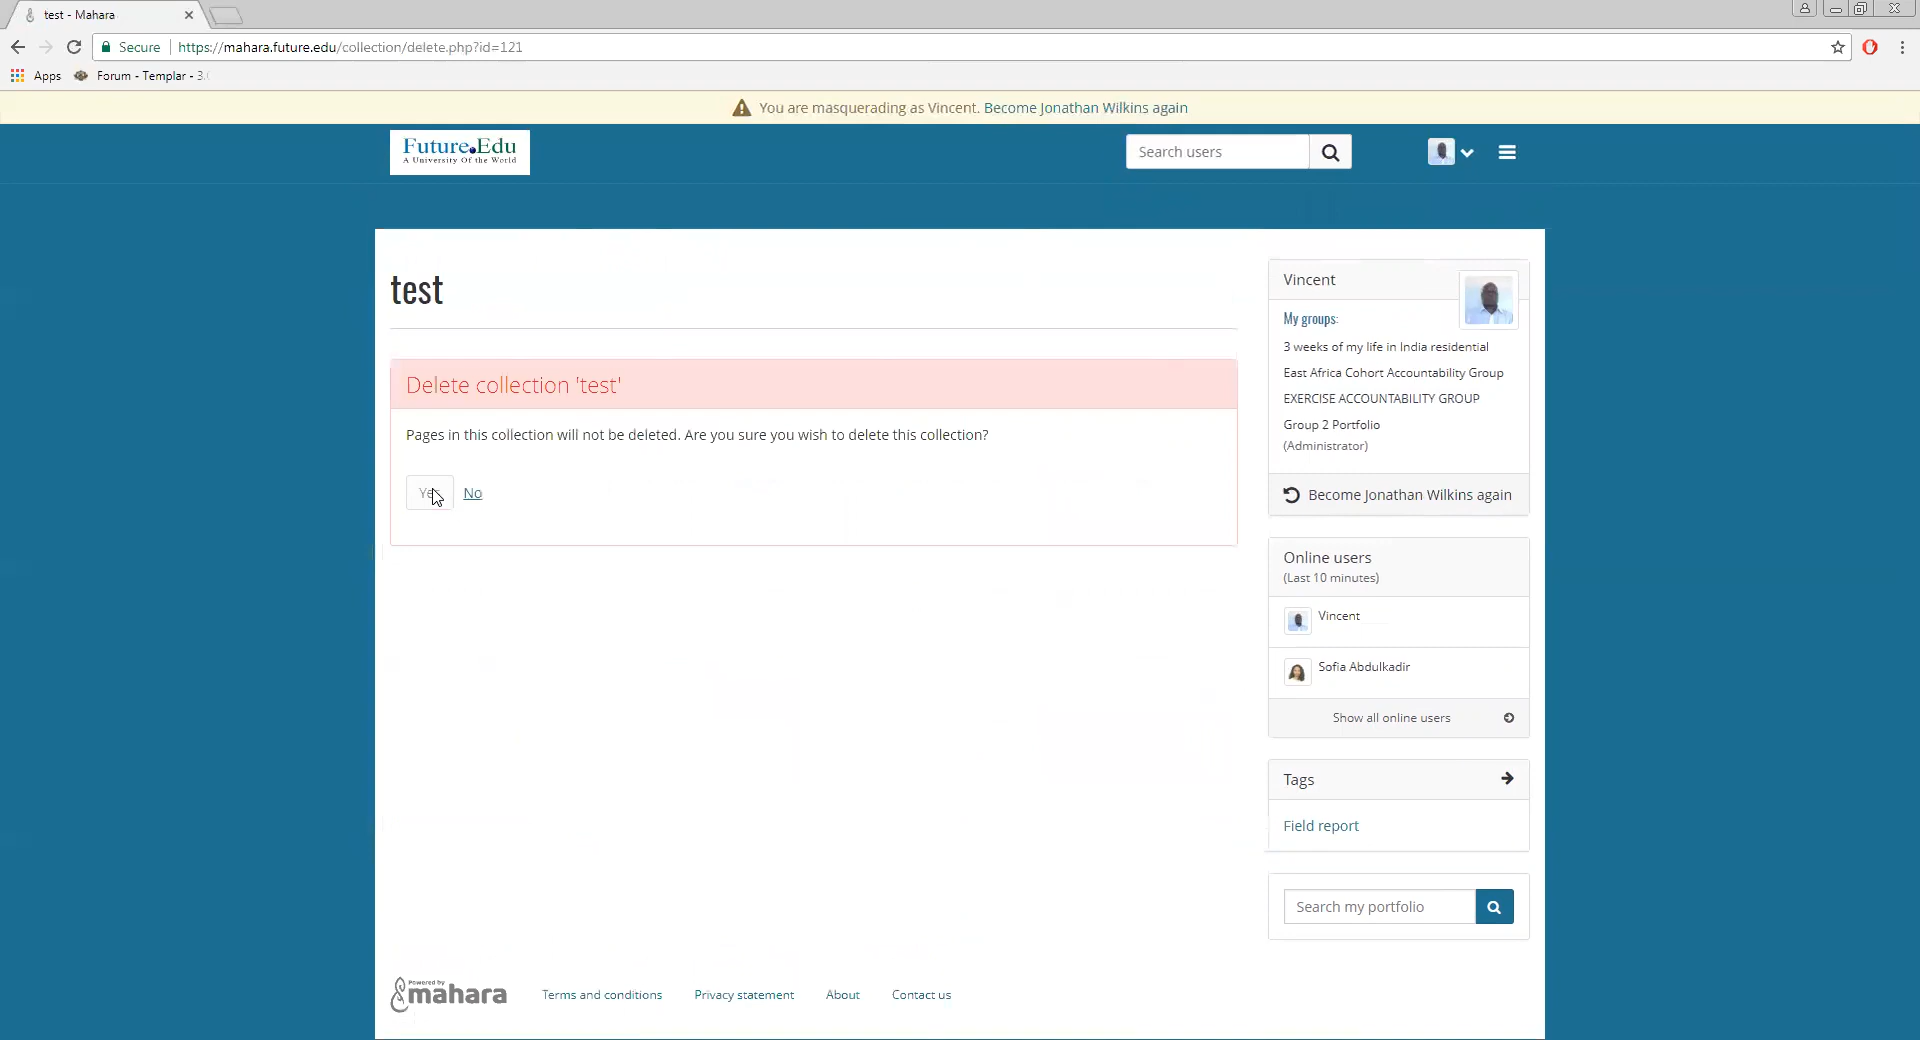 test - Mahara
Secure
https://mahara.future.edu/collection/delete.php?id=121
Apps
Forum - Templar - 3.
You are masquerading as Vincent. Become Jonathan Wilkins again
Future.Edu
A University Of the World
Search users
test
Delete collection 'test'
Pages in this collection will not be deleted. Are you sure you wish to delete this collection?
Yes
No
Vincent
My groups:
3 weeks of my life in India residential
East Africa Cohort Accountability Group
EXERCISE ACCOUNTABILITY GROUP
Group 2 Portfolio
(Administrator)
Become Jonathan Wilkins again
Online users
(Last 10 minutes)
Vincent
Sofia Abdulkadir
Show all online users
Tags
Field report
Search my portfolio
Powered by
mahara
Terms and conditions
Privacy statement
About
Contact us